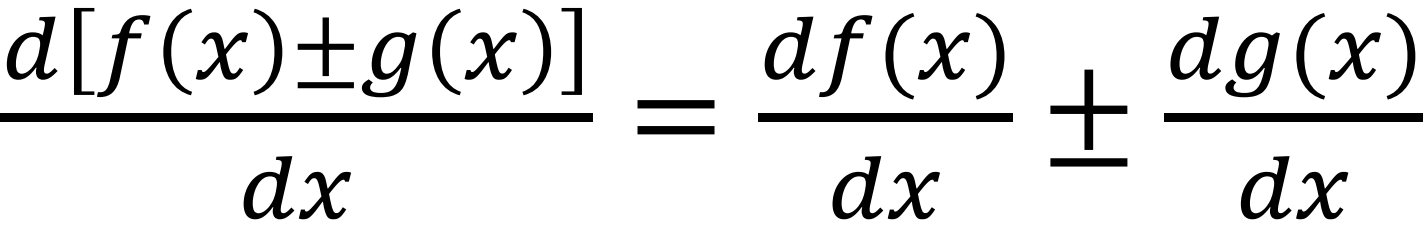 d[f(x)±g(x)]/dx = df(x)/dx ± dg(x)/dx